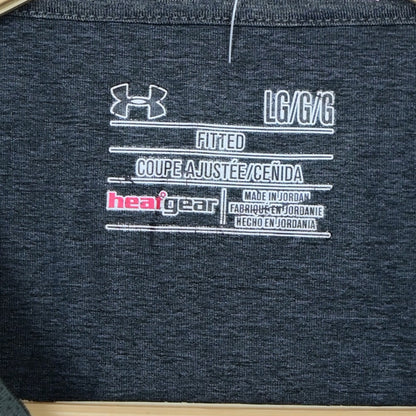 LG/G/G
FITTED
COUPE AJUSTÉE/CEÑIDA
heatgear
MADE IN JORDAN
FABRIQUÉ EN JORDANIE
HECHO EN JORDANIA